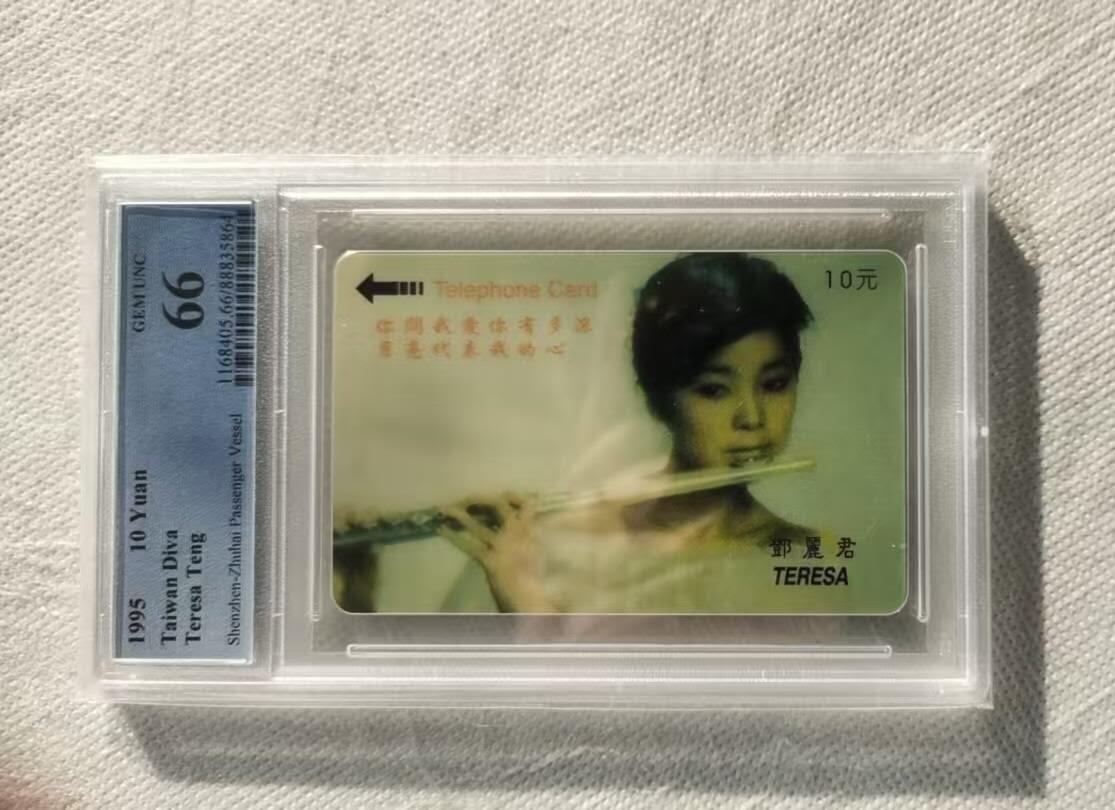 1995 10 Yuan
Taiwan Diva
Teresa Teng
Shenzhen-Zhuhai Passenger Vessel
GEM UNC
66
1168405.66/88835864
Telephone Card
你問我愛你有多深
月亮代表我的心
10元
鄧麗君
TERESA